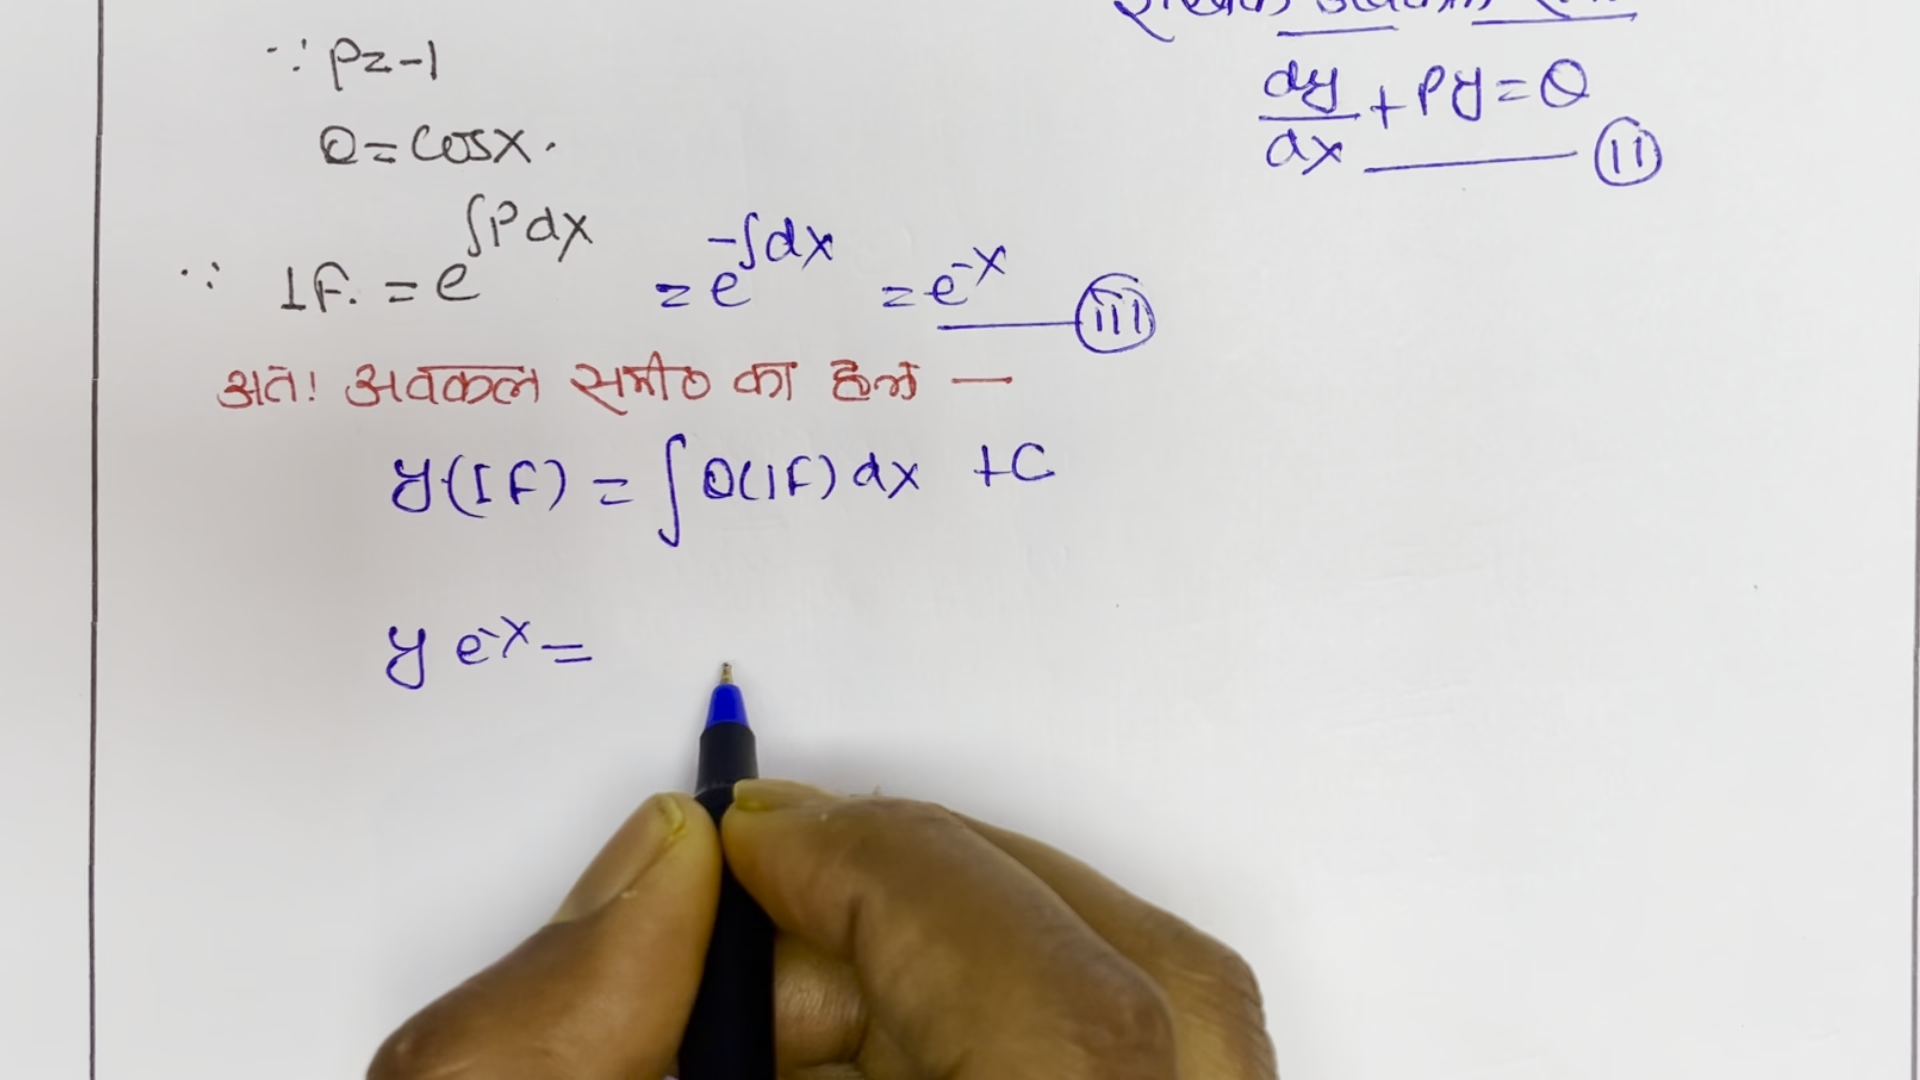 ∵ P=-1
Q=cosx.
dy/dx + Py = Q —— (ii)
∵ I.F. = e^∫Pdx = e^-∫dx = e^-x —— (iii)
अत: अवकल समी० का हल —
y(IF) = ∫Q(IF)dx +C
y e^-x =